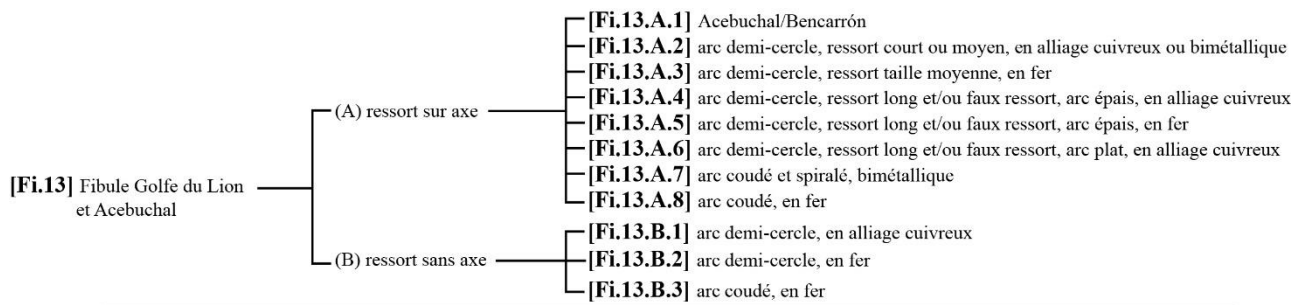 [Fi.13] Fibule Golfe du Lion
et Acebuchal
(A) ressort sur axe
[Fi.13.A.1] Acebuchal/Bencarrón
[Fi.13.A.2] arc demi-cercle, ressort court ou moyen, en alliage cuivreux ou bimétallique
[Fi.13.A.3] arc demi-cercle, ressort taille moyenne, en fer
[Fi.13.A.4] arc demi-cercle, ressort long et/ou faux ressort, arc épais, en alliage cuivreux
[Fi.13.A.5] arc demi-cercle, ressort long et/ou faux ressort, arc épais, en fer
[Fi.13.A.6] arc demi-cercle, ressort long et/ou faux ressort, arc plat, en alliage cuivreux
[Fi.13.A.7] arc coudé et spiralé, bimétallique
[Fi.13.A.8] arc coudé, en fer
(B) ressort sans axe
[Fi.13.B.1] arc demi-cercle, en alliage cuivreux
[Fi.13.B.2] arc demi-cercle, en fer
[Fi.13.B.3] arc coudé, en fer